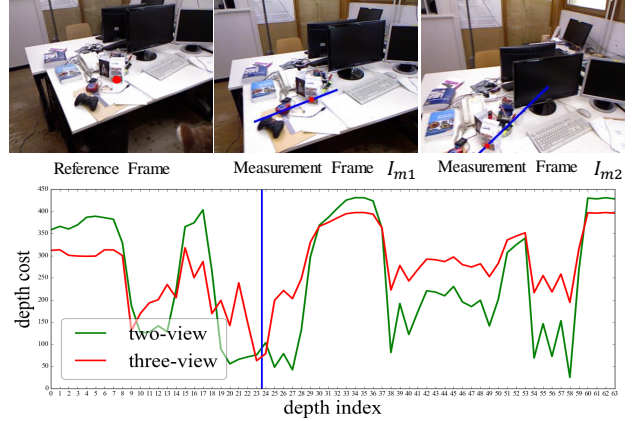 Reference Frame
Measurement Frame I_{m1}
Measurement Frame I_{m2}
450
400
350
300
250
200
150
100
50
0
depth cost
two-view
three-view
0 1 2 3 4 5 6 7 8 9 10 11 12 13 14 15 16 17 18 19 20 21 22 23 24 25 26 27 28 29 30 31 32 33 34 35 36 37 38 39 40 41 42 43 44 45 46 47 48 49 50 51 52 53 54 55 56 57 58 59 60 61 62 63
depth index